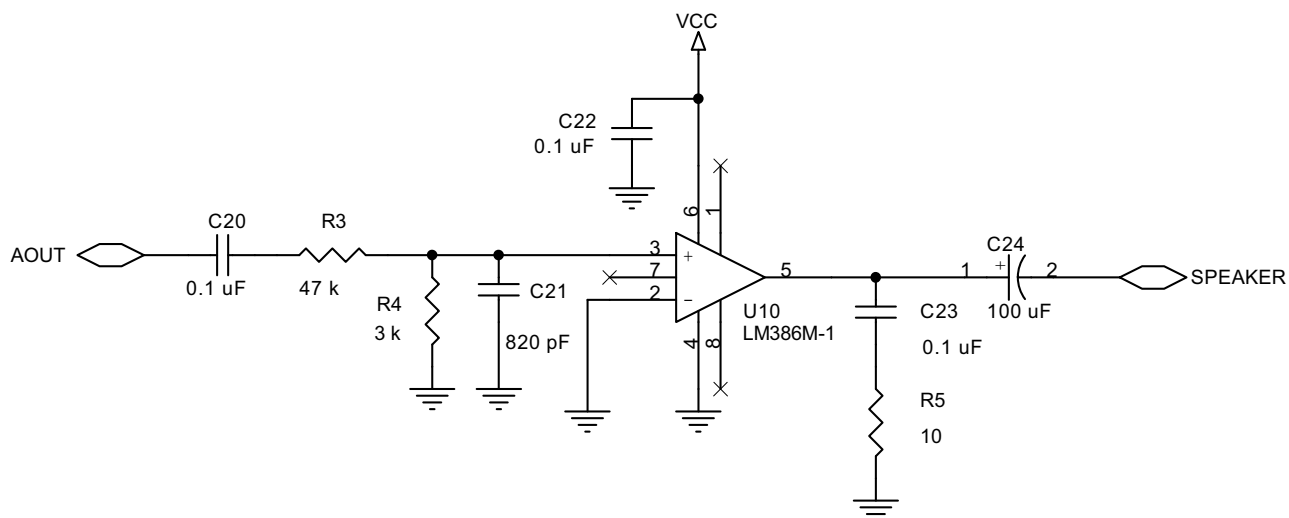 VCC
C22
0.1 uF
6
1
AOUT
C20
0.1 uF
R3
47 k
R4
3 k
C21
820 pF
3
+
7
2
−
4
8
5
U10
LM386M-1
C23
0.1 uF
R5
10
C24
1
+
2
100 uF
SPEAKER